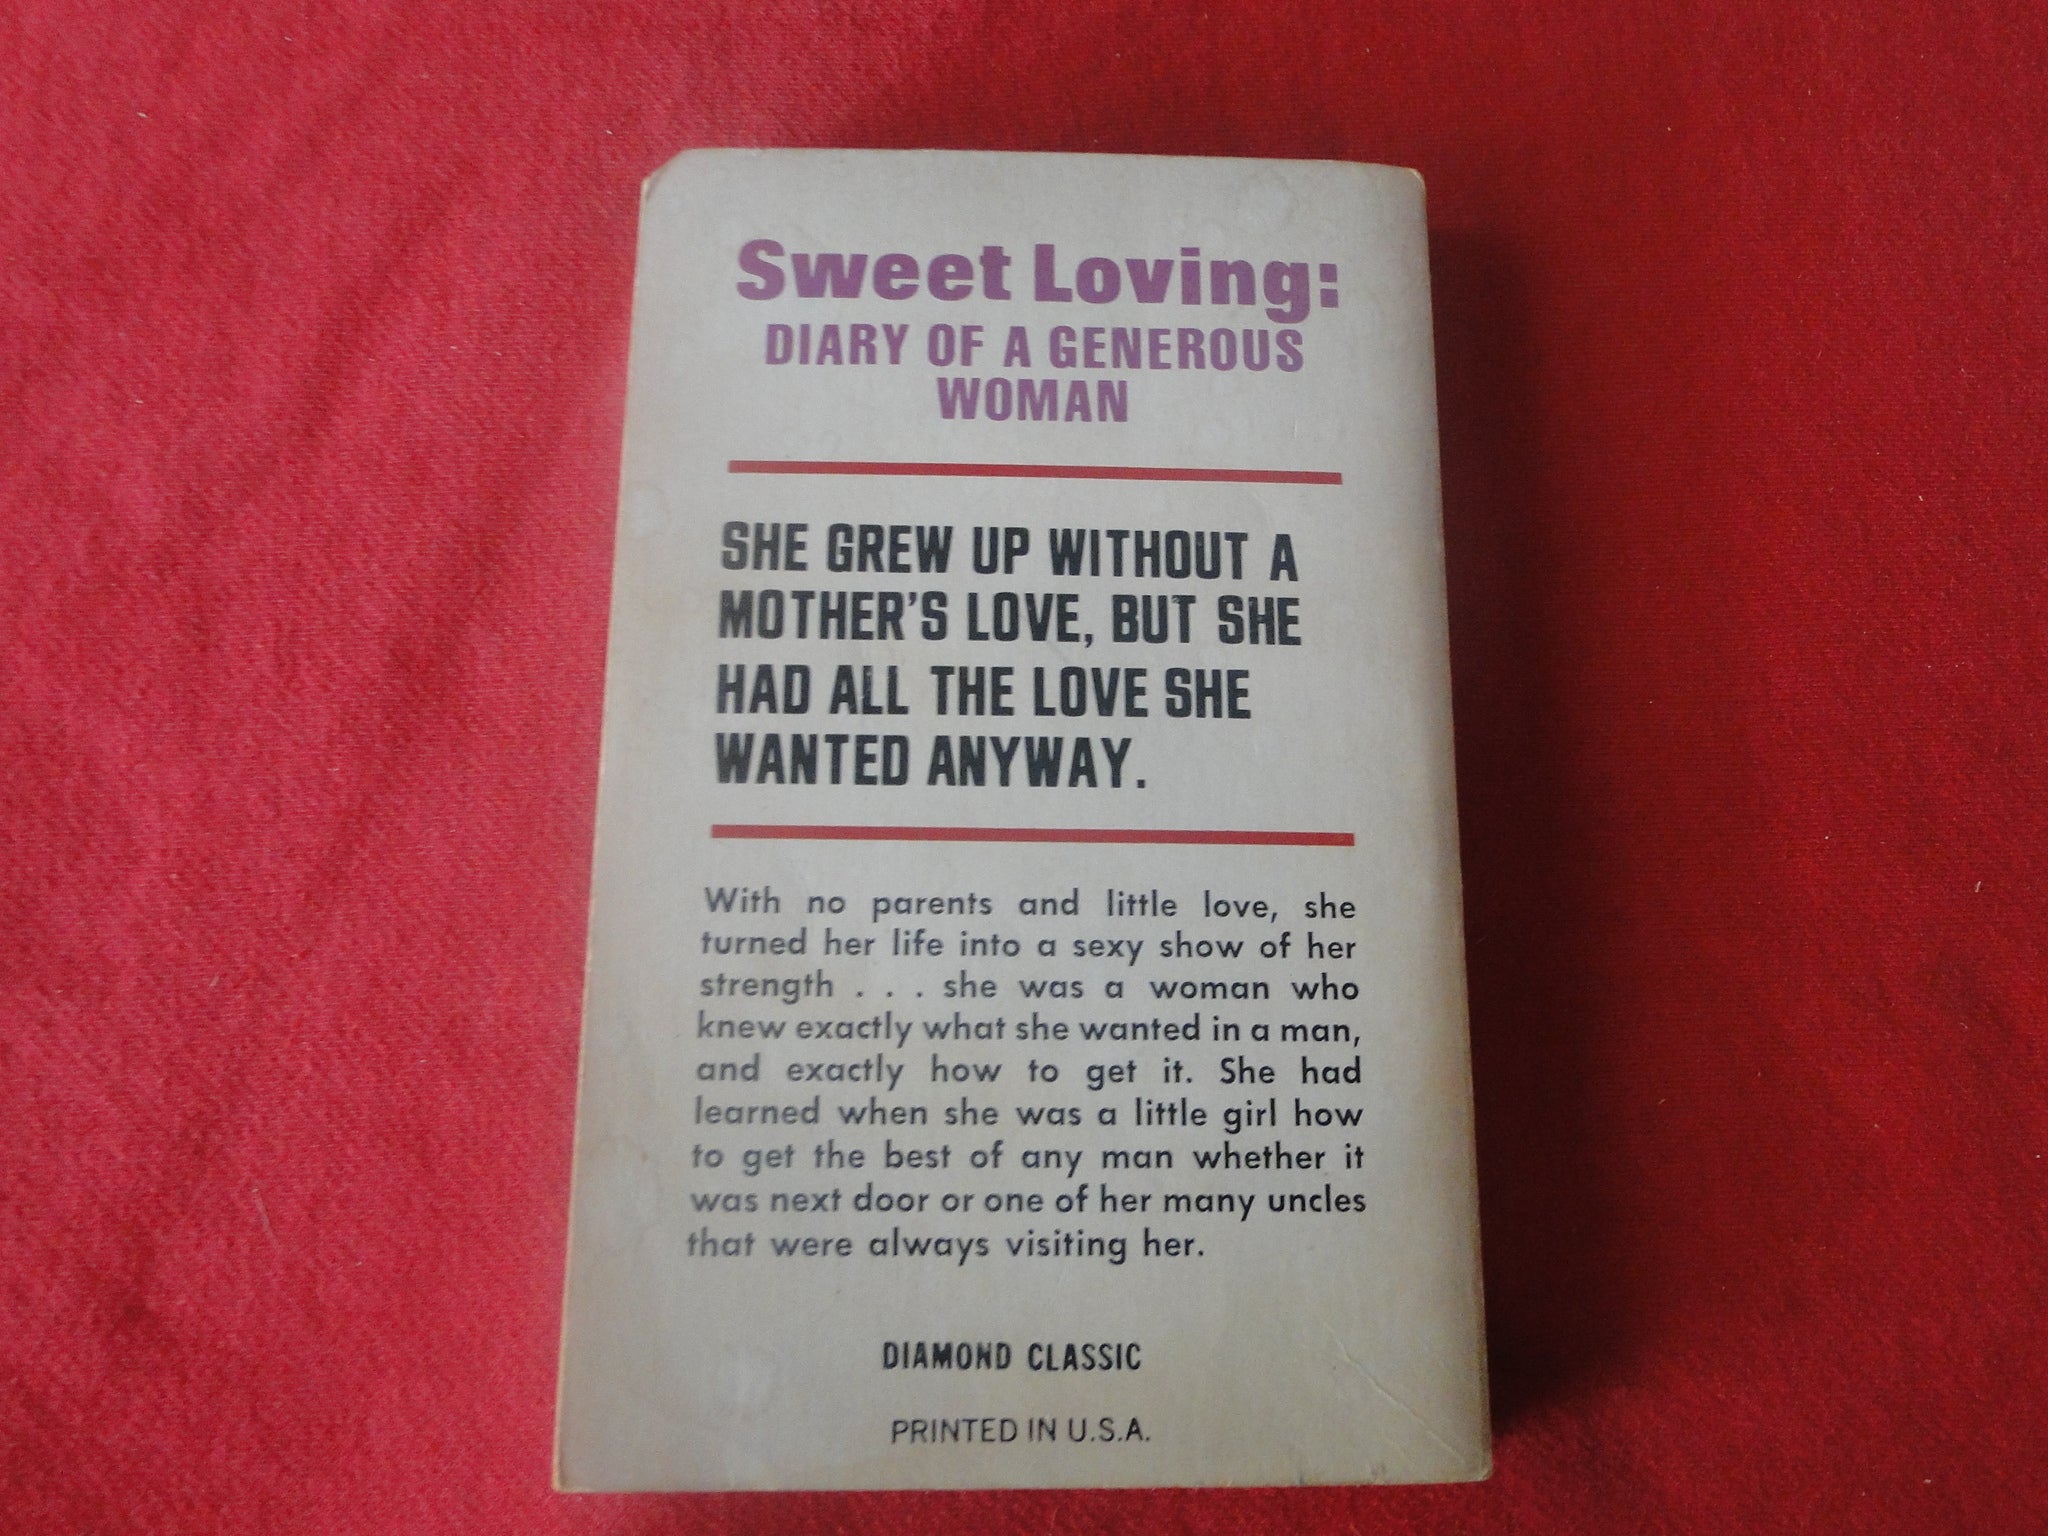 Sweet Loving:
DIARY OF A GENEROUS
WOMAN
SHE GREW UP WITHOUT A
MOTHER'S LOVE, BUT SHE
HAD ALL THE LOVE SHE
WANTED ANYWAY.
With no parents and little love, she
turned her life into a sexy show of her
strength . . . she was a woman who
knew exactly what she wanted in a man,
and exactly how to get it. She had
learned when she was a little girl how
to get the best of any man whether it
was next door or one of her many uncles
that were always visiting her.
DIAMOND CLASSIC
PRINTED IN U.S.A.